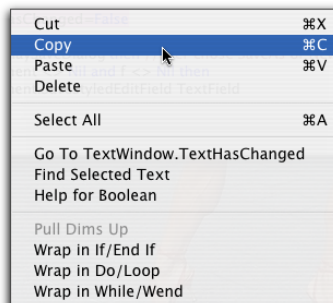 Cut ⌘X
Copy ⌘C
Paste ⌘V
Delete
Select All ⌘A
Go To TextWindow.TextHasChanged
Find Selected Text
Help for Boolean
Pull Dims Up
Wrap in If/End If
Wrap in Do/Loop
Wrap in While/Wend